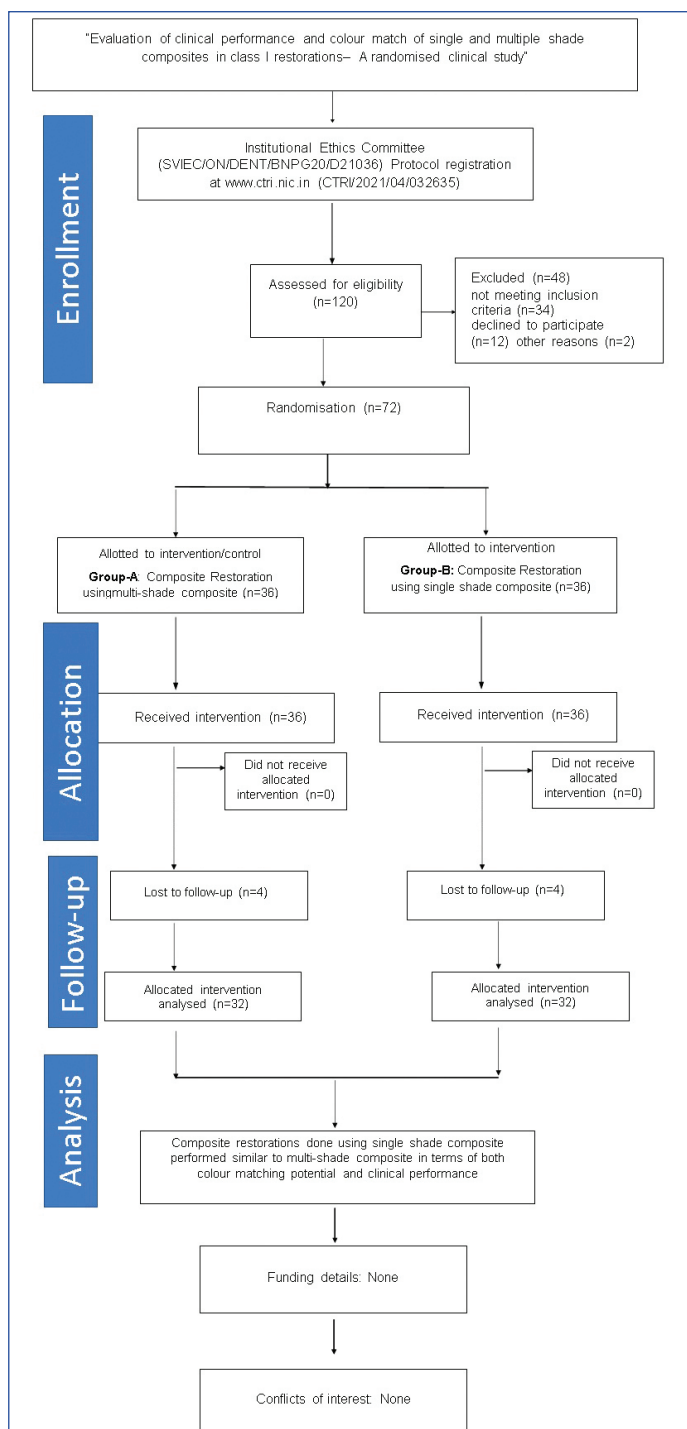 "Evaluation of clinical performance and colour match of single and multiple shade
composites in class I restorations– A randomised clinical study"
Enrollment
Institutional Ethics Committee
(SVIEC/ON/DENT/BNPG20/D21036) Protocol registration
at www.ctri.nic.in (CTRI/2021/04/032635)
Assessed for eligibility
(n=120)
Excluded (n=48)
not meeting inclusion
criteria (n=34)
declined to participate
(n=12) other reasons (n=2)
Randomisation (n=72)
Allotted to intervention/control
Group-A: Composite Restoration
usingmulti-shade composite (n=36)
Allotted to intervention
Group-B: Composite Restoration
using single shade composite (n=36)
Allocation
Received intervention (n=36)
Received intervention (n=36)
Did not receive
allocated
intervention (n=0)
Did not receive
allocated
intervention (n=0)
Follow-up
Lost to follow-up (n=4)
Lost to follow-up (n=4)
Allocated intervention
analysed (n=32)
Allocated intervention
analysed (n=32)
Analysis
Composite restorations done using single shade composite
performed similar to multi-shade composite in terms of both
colour matching potential and clinical performance
Funding details: None
Conflicts of interest: None